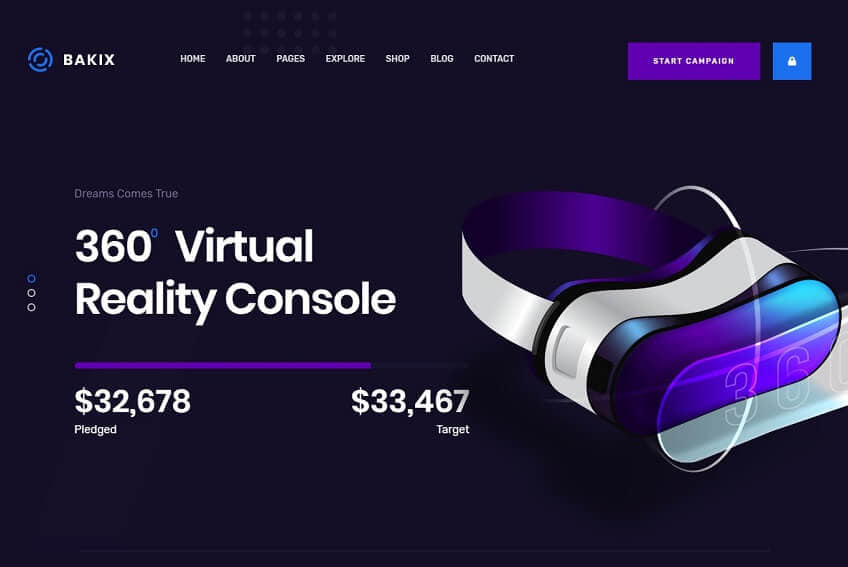 BAKIX
HOME ABOUT PAGES EXPLORE SHOP BLOG CONTACT
START CAMPAIGN
Dreams Comes True
360° Virtual
Reality Console
$32,678 $33,467
Pledged Target
360